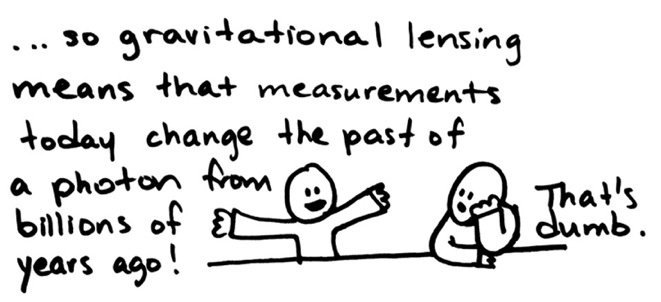 ... so gravitational lensing
means that measurements
today change the past of
a photon from
billions of
years ago!
That's
dumb.